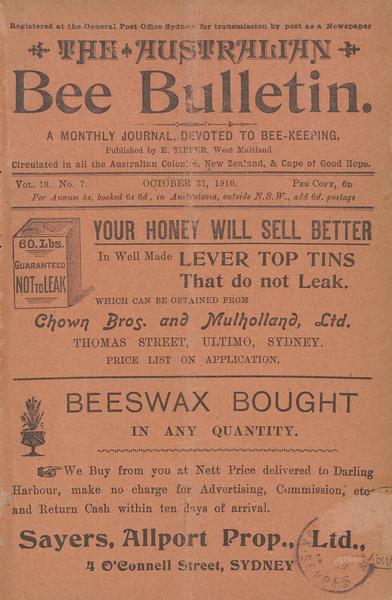 Registered at the General Post Office Sydney for transmission by post as a Newspaper
THE AUSTRALIAN
Bee Bulletin.
A MONTHLY JOURNAL, DEVOTED TO BEE-KEEPING.
Published by E. TIPPER, West Maitland
Circulated in all the Australian Colonies, New Zealand, & Cape of Good Hope.
VOL. 19. No. 7. OCTOBER 31, 1910. PER COPY, 6D
Per Annum 5s, booked 6s 6d, in Australasia, outside N.S.W., add 6d. postage
60. Lbs.
GUARANTEED
NOT TO LEAK
YOUR HONEY WILL SELL BETTER
In Well Made LEVER TOP TINS
That do not Leak.
WHICH CAN BE OBTAINED FROM
Chown Bros. and Mulholland, Ltd.
THOMAS STREET, ULTIMO, SYDNEY.
PRICE LIST ON APPLICATION.
BEESWAX BOUGHT
IN ANY QUANTITY.
☞ We Buy from you at Nett Price delivered to Darling
Harbour, make no charge for Advertising, Commission, etc
and Return Cash within ten days of arrival.
Sayers, Allport Prop., Ltd.,
4 O'Connell Street, SYDNEY